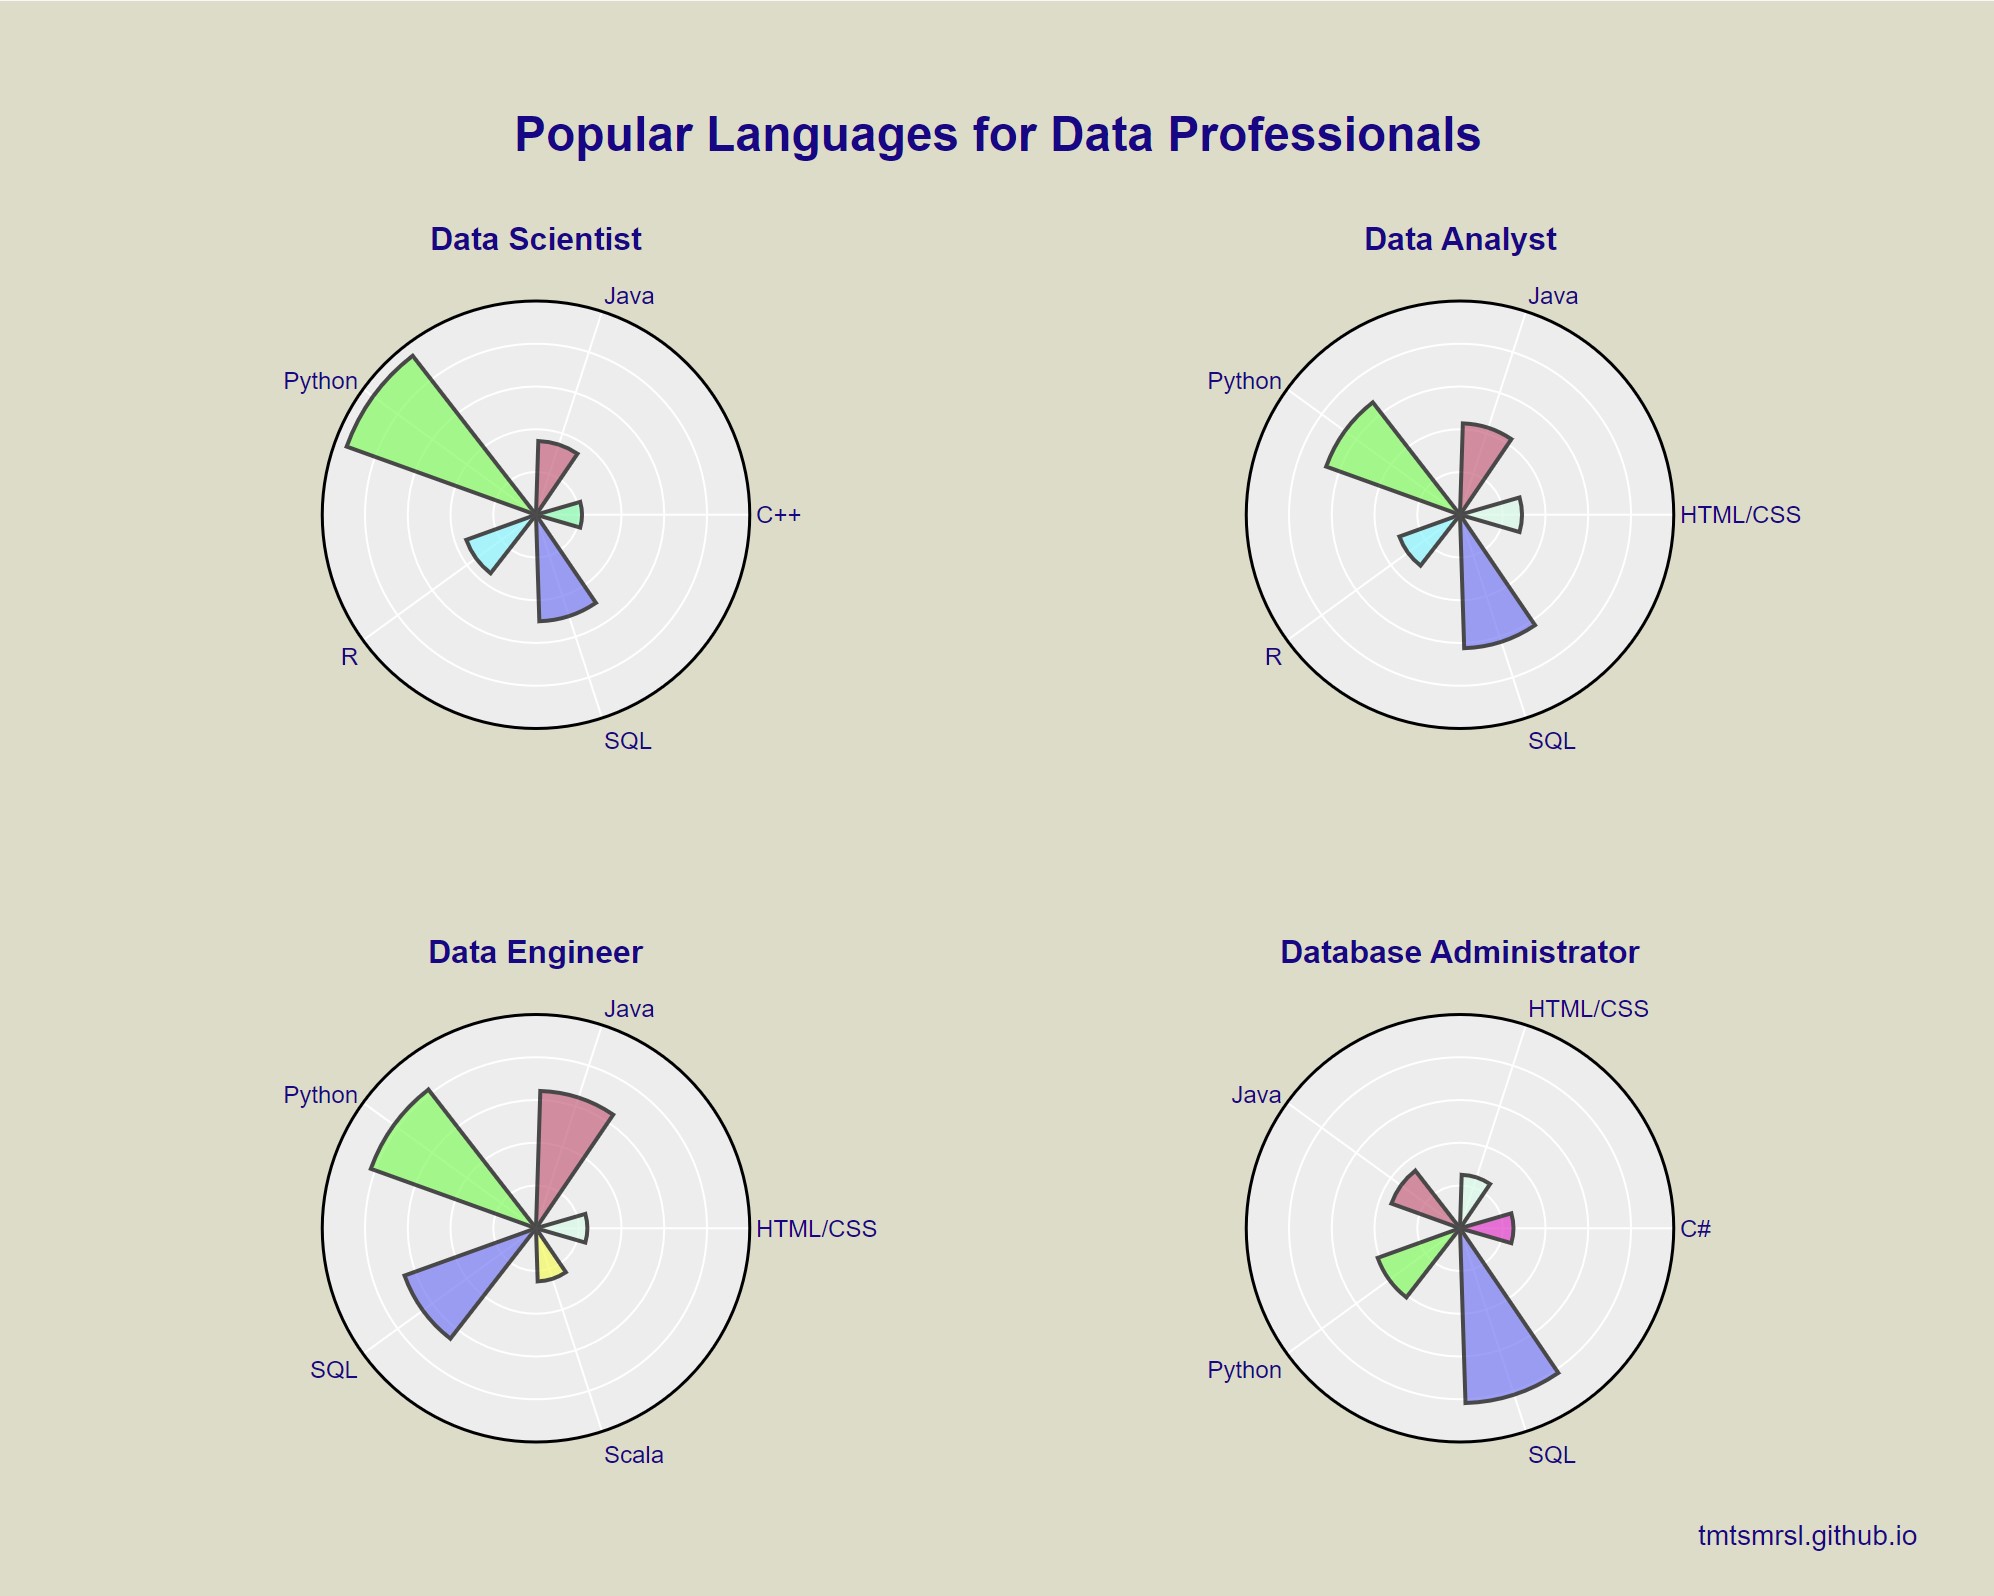 Popular Languages for Data Professionals
Data Scientist
Java
Python
C++
R
SQL
Data Analyst
Java
Python
HTML/CSS
R
SQL
Data Engineer
Java
Python
HTML/CSS
SQL
Scala
Database Administrator
HTML/CSS
Java
C#
Python
SQL
tmtsmrsl.github.io